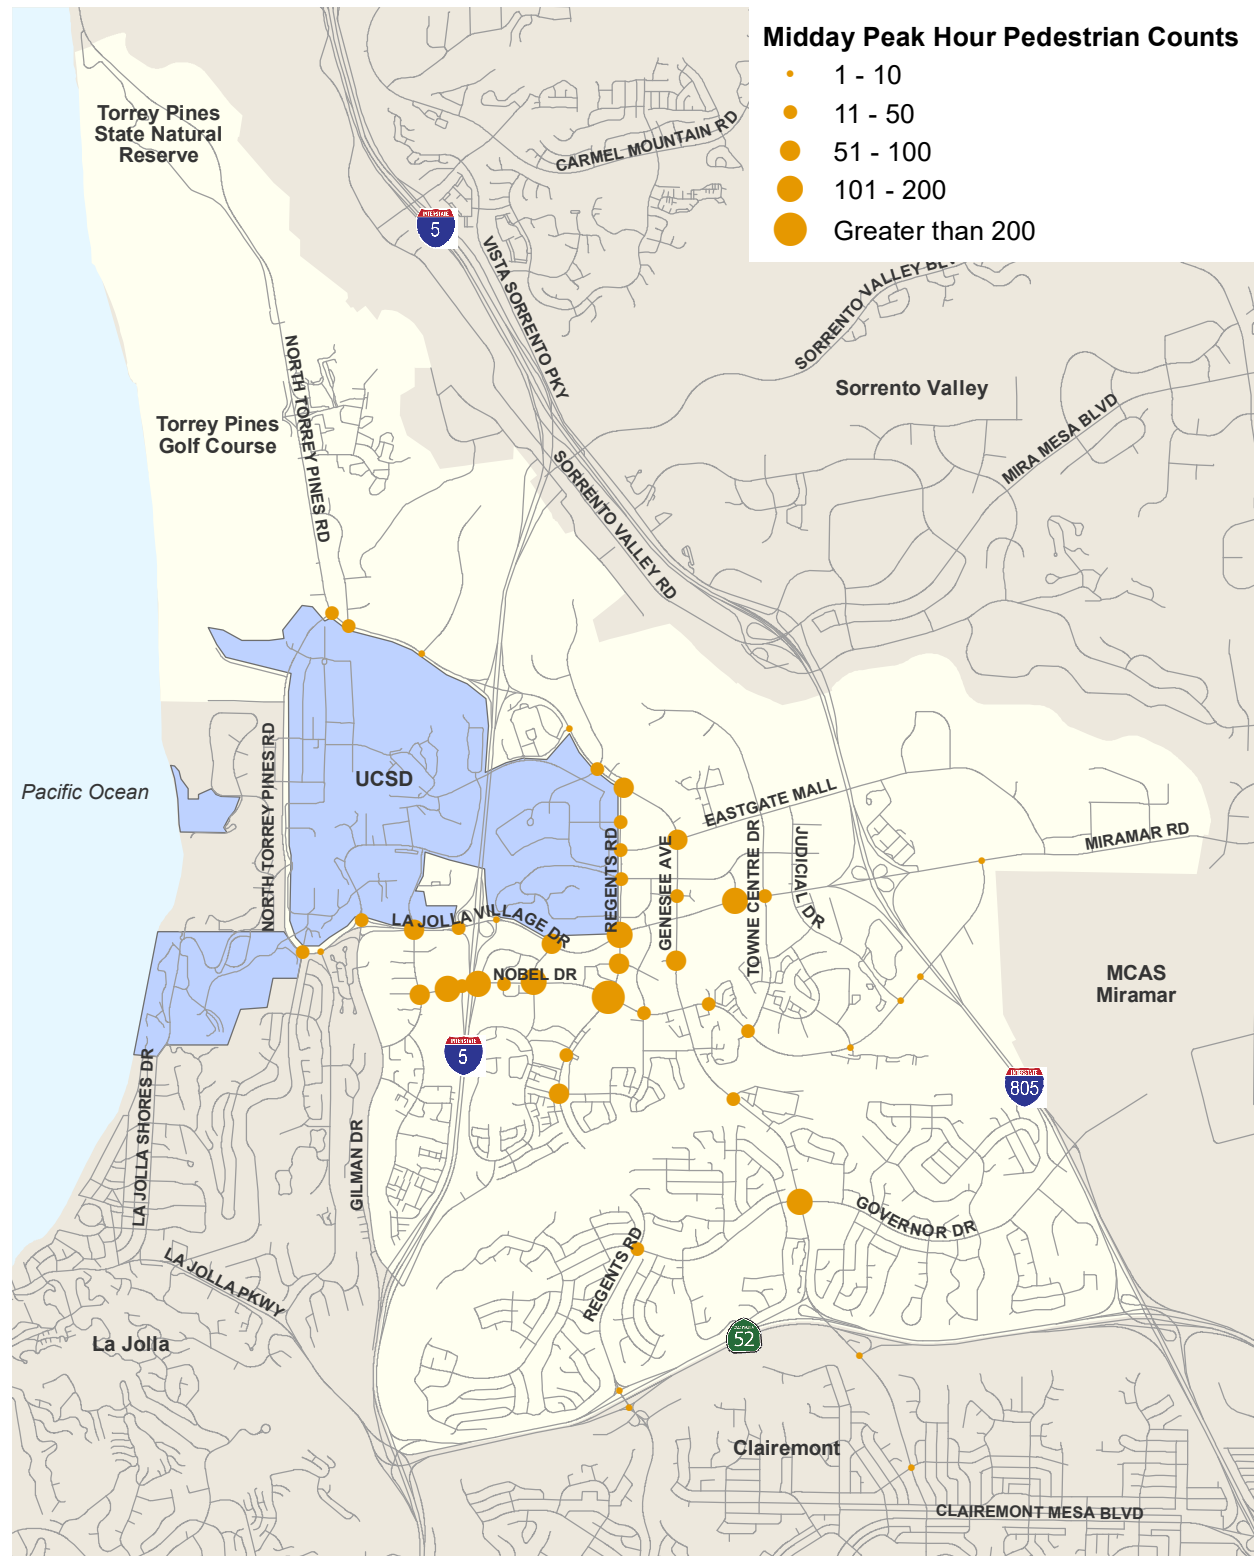 Midday Peak Hour Pedestrian Counts
1 - 10
11 - 50
51 - 100
101 - 200
Greater than 200
Torrey Pines
State Natural
Reserve
CARMEL MOUNTAIN RD
INTERSTATE
5
VISTA SORRENTO PKY
SORRENTO VALLEY BLV
Sorrento Valley
NORTH TORREY PINES RD
Torrey Pines
Golf Course
MIRA MESA BLVD
SORRENTO VALLEY RD
NORTH TORREY PINES RD
UCSD
Pacific Ocean
EASTGATE MALL
REGENTS RD
GENESEE AVE
TOWNE CENTRE DR
JUDICIAL DR
MIRAMAR RD
LA JOLLA VILLAGE DR
NOBEL DR
MCAS
Miramar
INTERSTATE
5
INTERSTATE
805
LA JOLLA SHORES DR
GILMAN DR
GOVERNOR DR
REGENTS RD
LA JOLLA PKWY
La Jolla
52
Clairemont
CLAIREMONT MESA BLVD